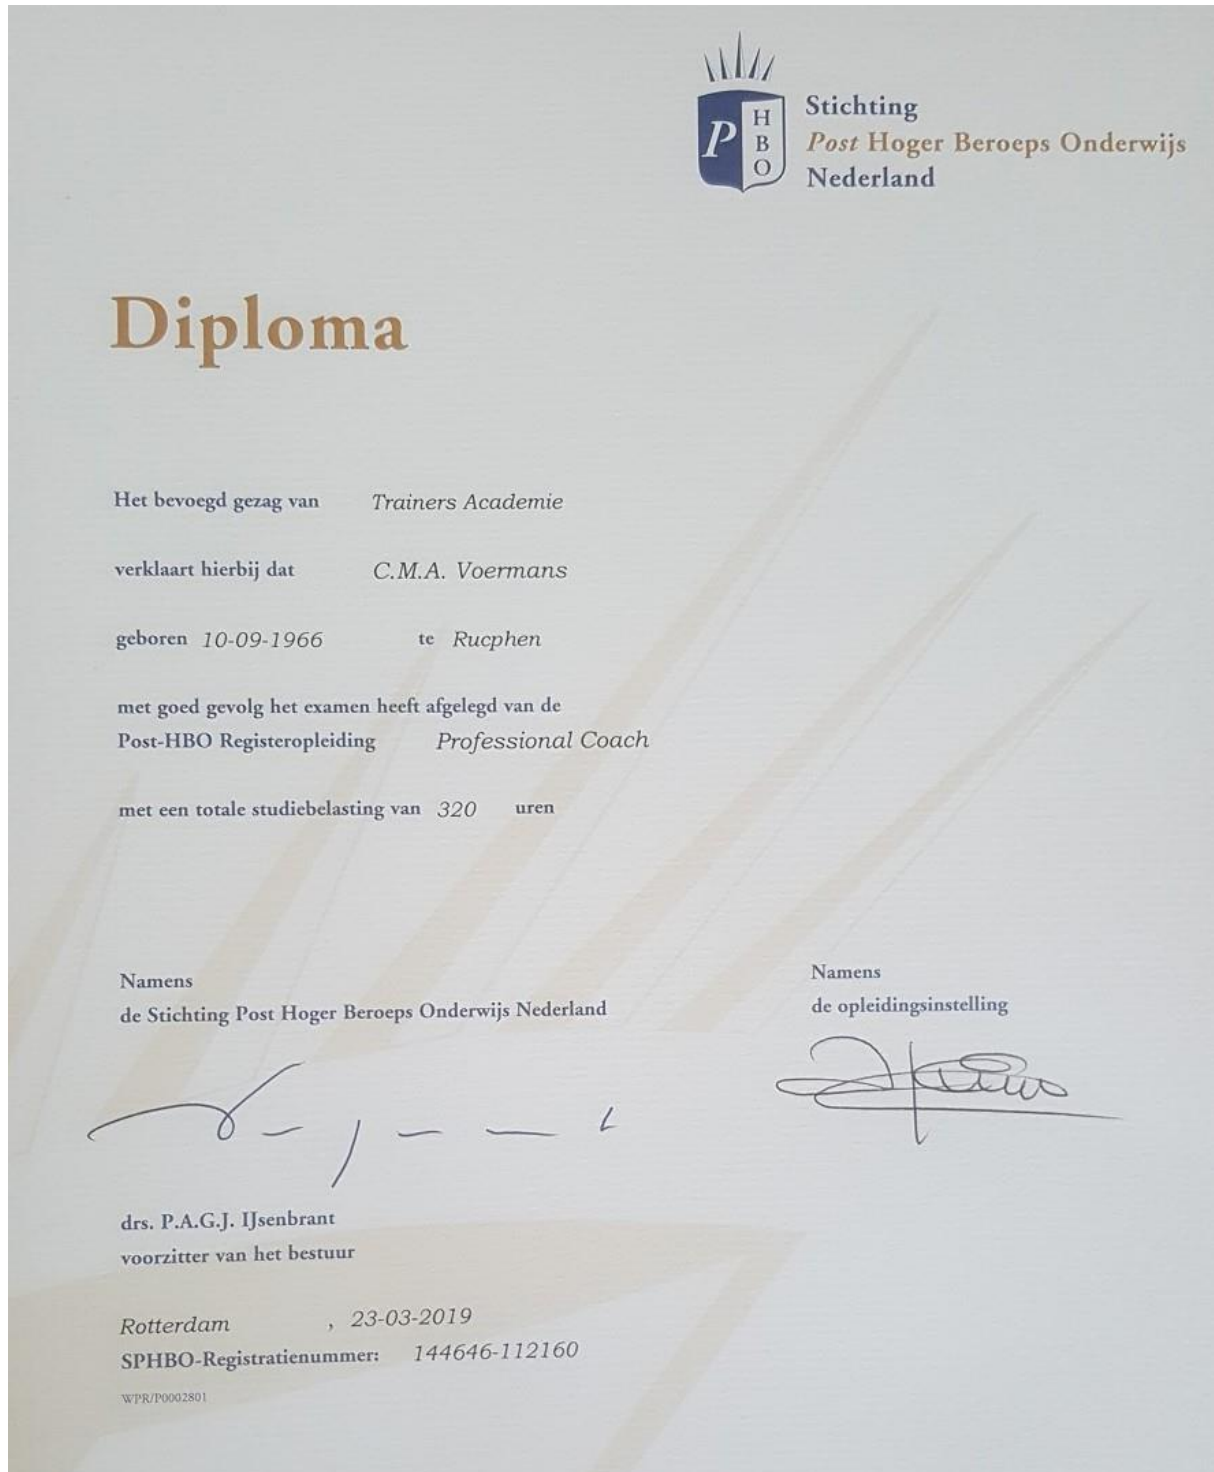 P
H
B
O
Stichting
Post Hoger Beroeps Onderwijs
Nederland
Diploma
Het bevoegd gezag van Trainers Academie
verklaart hierbij dat C.M.A. Voermans
geboren 10-09-1966 te Rucphen
met goed gevolg het examen heeft afgelegd van de
Post-HBO Registeropleiding Professional Coach
met een totale studiebelasting van 320 uren
Namens
de Stichting Post Hoger Beroeps Onderwijs Nederland
Namens
de opleidingsinstelling
drs. P.A.G.J. IJsenbrant
voorzitter van het bestuur
Rotterdam , 23-03-2019
SPHBO-Registratienummer: 144646-112160
WPR/P0002801